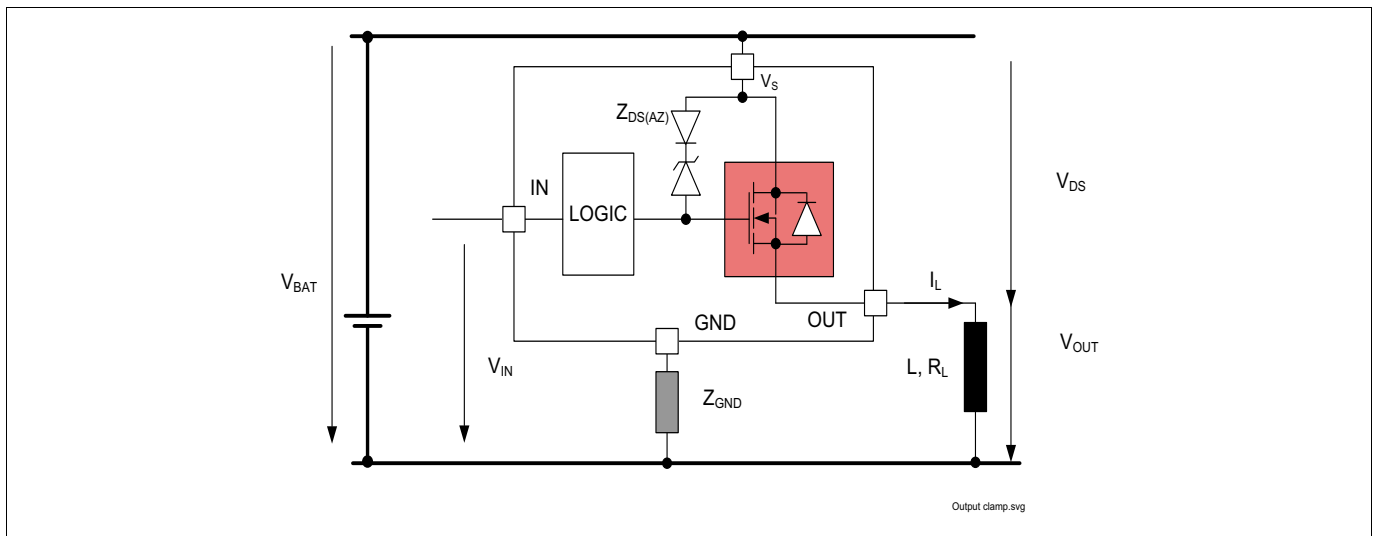 V_S
Z_DS(AZ)
IN
LOGIC
V_DS
V_BAT
I_L
GND
OUT
V_OUT
V_IN
L, R_L
Z_GND
Output clamp.svg